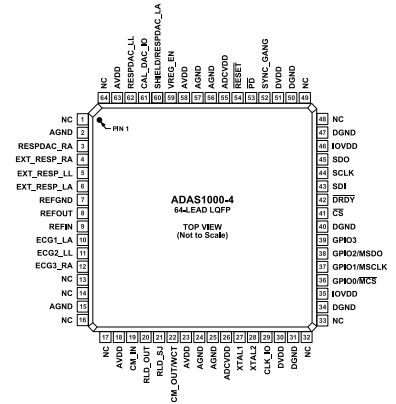 NC
AVDD
RESPDAC_LL
CAL_DAC_IO
SHIELD/RESPDAC_LA
VREG_EN
AVDD
AGND
AGND
ADCVDD
RESET
PD
SYNC_GANG
DVDD
DGND
NC
64 63 62 61 60 59 58 57 56 55 54 53 52 51 50 49
NC 1
AGND 2
RESPDAC_RA 3
EXT_RESP_RA 4
EXT_RESP_LL 5
EXT_RESP_LA 6
REFGND 7
REFOUT 8
REFIN 9
ECG1_LA 10
ECG2_LL 11
ECG3_RA 12
NC 13
NC 14
AGND 15
NC 16
PIN 1
ADAS1000-4
64-LEAD LQFP
TOP VIEW
(Not to Scale)
48 NC
47 DGND
46 IOVDD
45 SDO
44 SCLK
43 SDI
42 DRDY
41 CS
40 DGND
39 GPIO3
38 GPIO2/MSDO
37 GPIO1/MSCLK
36 GPIO0/MCS
35 IOVDD
34 DGND
33 NC
17 18 19 20 21 22 23 24 25 26 27 28 29 30 31 32
NC
AVDD
CM_IN
RLD_OUT
RLD_SJ
CM_OUT/WCT
AVDD
AGND
AGND
ADCVDD
XTAL1
XTAL2
CLK_IO
DVDD
DGND
NC